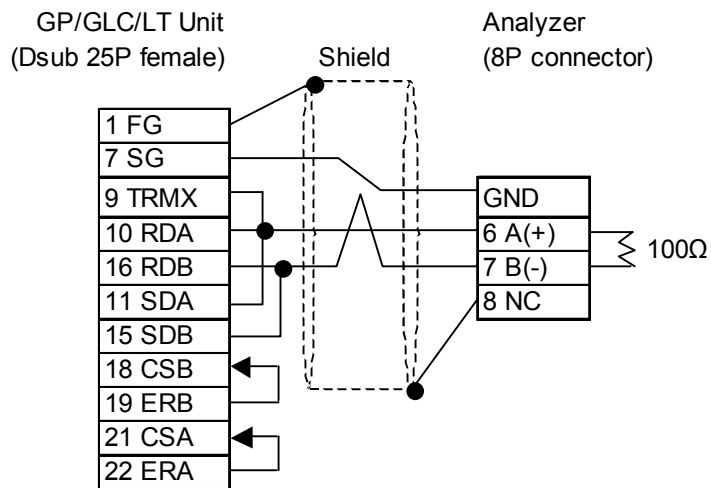 GP/GLC/LT Unit
(Dsub 25P female)
Shield
Analyzer
(8P connector)
1 FG
7 SG
9 TRMX
10 RDA
16 RDB
11 SDA
15 SDB
18 CSB
19 ERB
21 CSA
22 ERA
GND
6 A(+)
7 B(-)
8 NC
100Ω